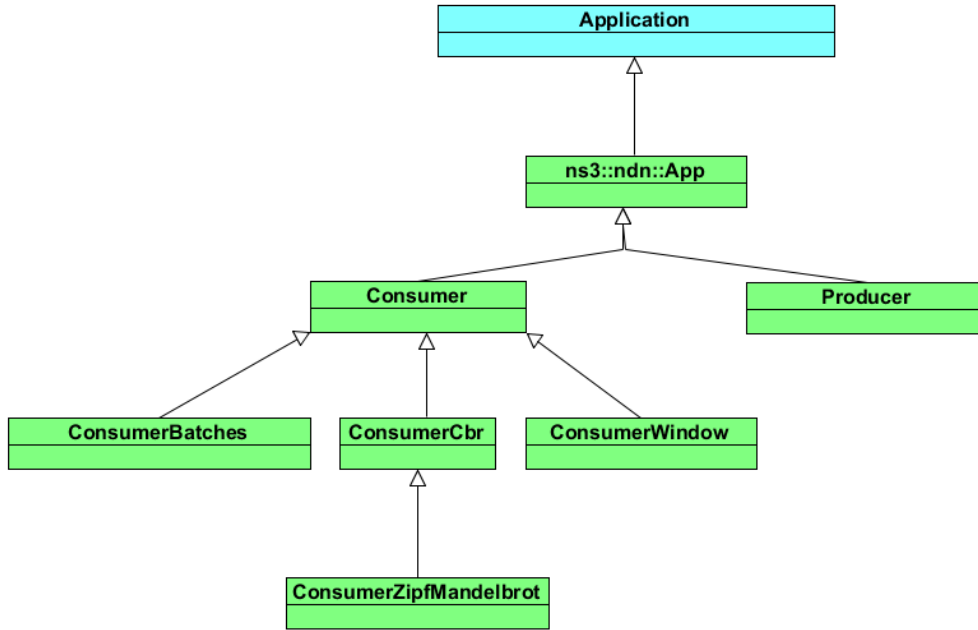 Application
ns3::ndn::App
Consumer
Producer
ConsumerBatches
ConsumerCbr
ConsumerWindow
ConsumerZipfMandelbrot